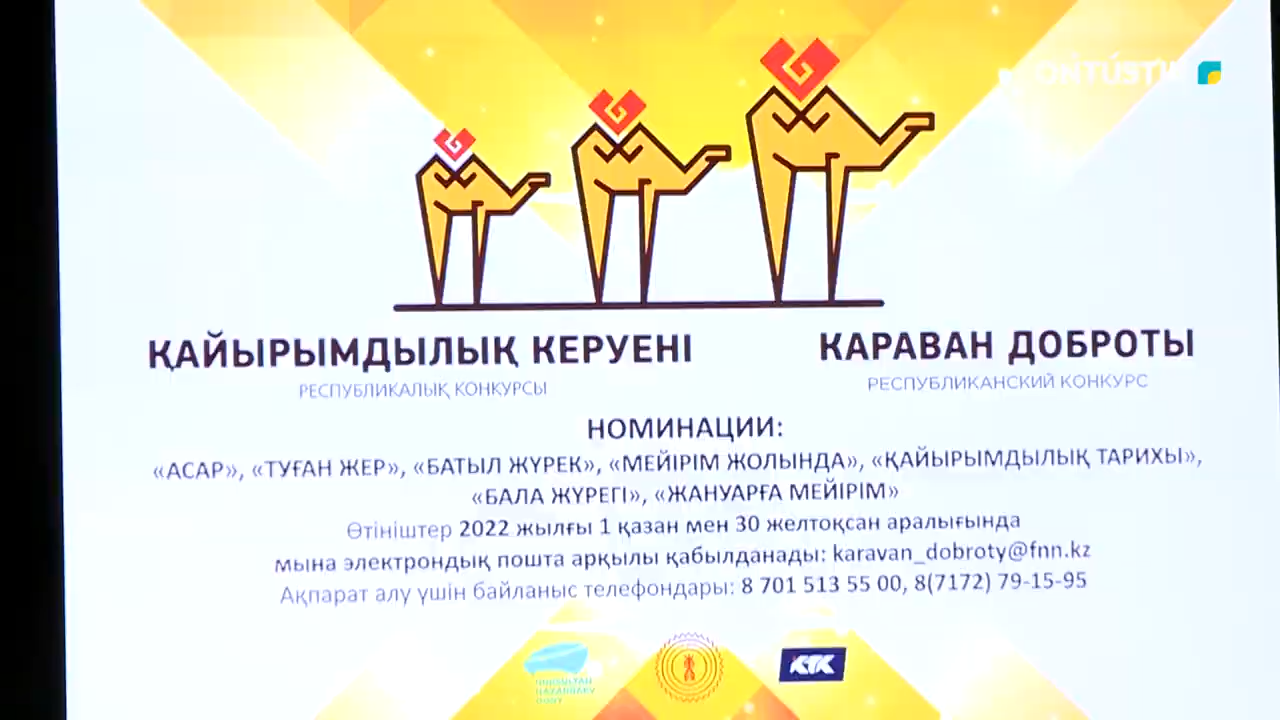 ОŃTÚSTIK
ҚАЙЫРЫМДЫЛЫҚ КЕРУЕНІ
РЕСПУБЛИКАЛЫҚ КОНКУРСЫ
КАРАВАН ДОБРОТЫ
РЕСПУБЛИКАНСКИЙ КОНКУРС
НОМИНАЦИИ:
«АСАР», «ТУҒАН ЖЕР», «БАТЫЛ ЖҮРЕК», «МЕЙІРІМ ЖОЛЫНДА», «ҚАЙЫРЫМДЫЛЫҚ ТАРИХЫ»,
«БАЛА ЖҮРЕГІ», «ЖАНУАРҒА МЕЙІРІМ»
Өтініштер 2022 жылғы 1 қазан мен 30 желтоқсан аралығында
мына электрондық пошта арқылы қабылданады: karavan_dobroty@fnn.kz
Ақпарат алу үшін байланыс телефондары: 8 701 513 55 00, 8(7172) 79-15-95
КТК